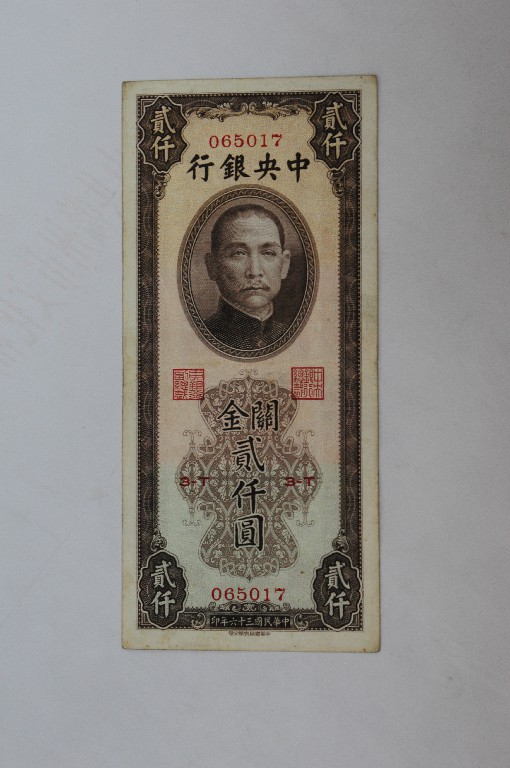 貳仟 貳仟
065017
中央銀行
關金
貳仟圓
3-T 3-T
貳仟 貳仟
065017
中華民國三十六年印